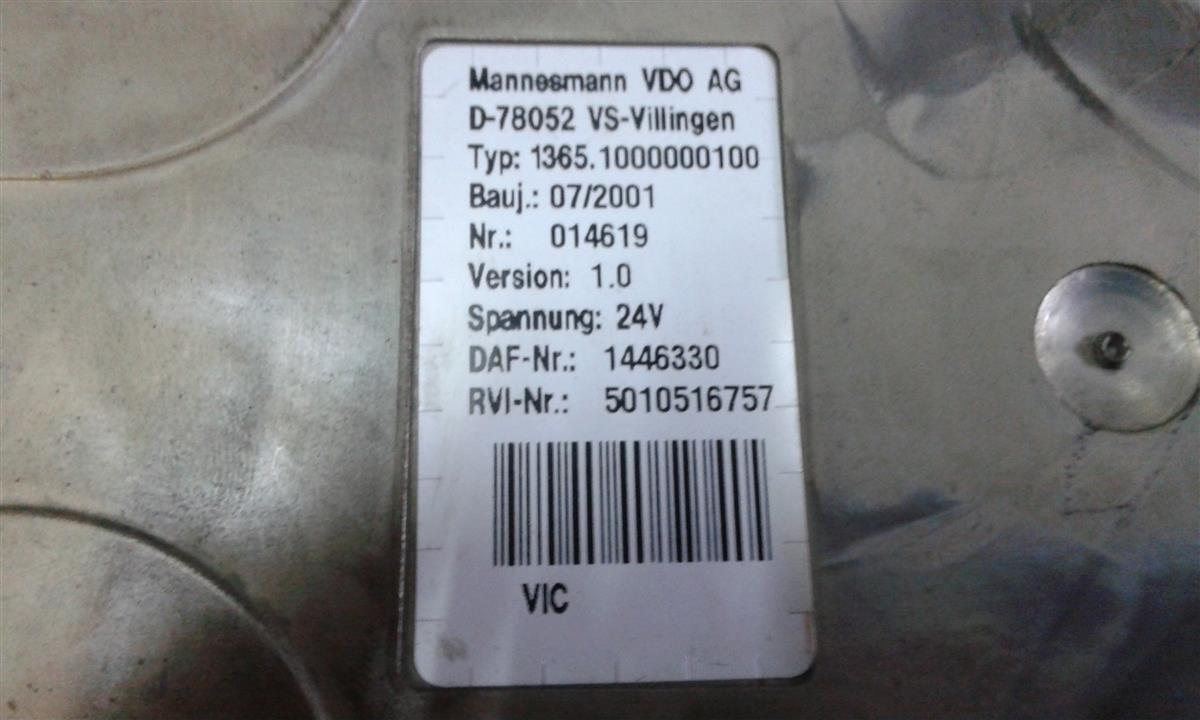 Mannesmann VDO AG
D-78052 VS-Villingen
Typ: 1365.1000000100
Bauj.: 07/2001
Nr.: 014619
Version: 1.0
Spannung: 24V
DAF-Nr.: 1446330
RVI-Nr.: 5010516757
VIC